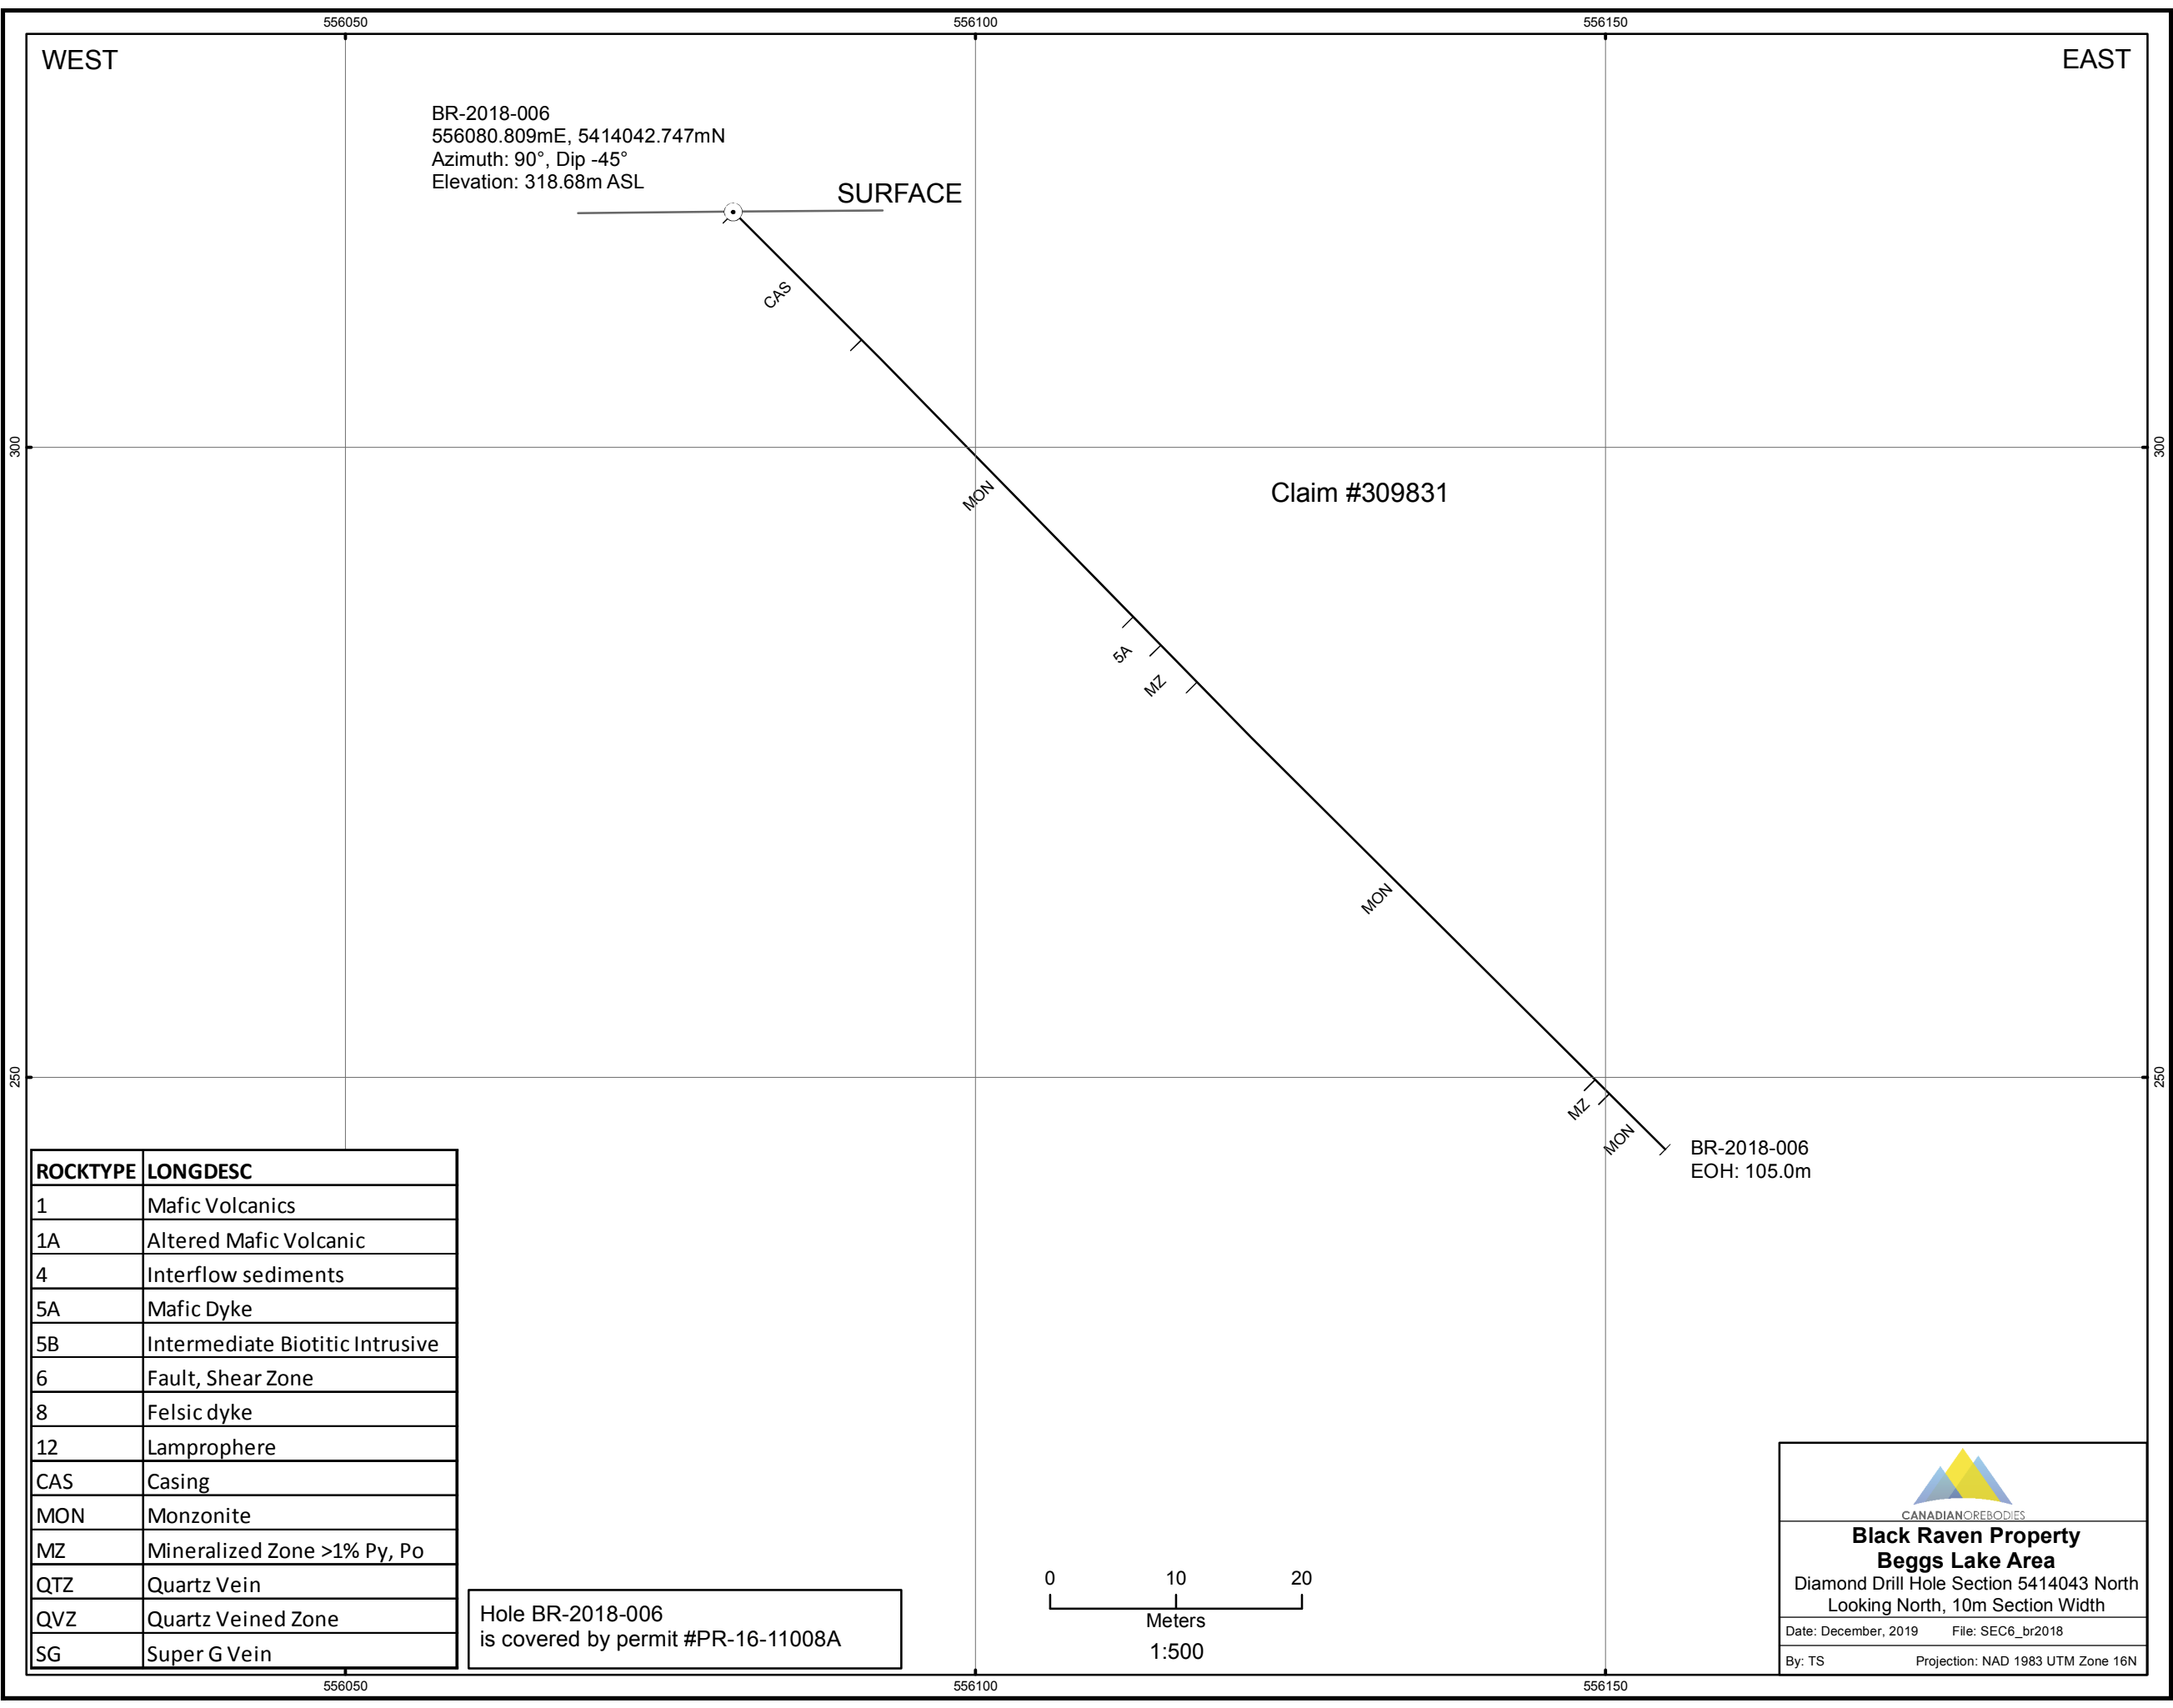 556050 556100 556150
WEST EAST
BR-2018-006
556080.809mE, 5414042.747mN
Azimuth: 90°, Dip -45°
Elevation: 318.68m ASL
SURFACE
CAS
300 300
MON
Claim #309831
5A
MZ
MON
250 250
MZ
MON
BR-2018-006
EOH: 105.0m
ROCKTYPE LONGDESC
1 Mafic Volcanics
1A Altered Mafic Volcanic
4 Interflow sediments
5A Mafic Dyke
5B Intermediate Biotitic Intrusive
6 Fault, Shear Zone
8 Felsic dyke
12 Lamprophere
CAS Casing
MON Monzonite
MZ Mineralized Zone >1% Py, Po
QTZ Quartz Vein
QVZ Quartz Veined Zone
SG Super G Vein
Hole BR-2018-006
is covered by permit #PR-16-11008A
0 10 20
Meters
1:500
CANADIANOREBODIES
Black Raven Property
Beggs Lake Area
Diamond Drill Hole Section 5414043 North
Looking North, 10m Section Width
Date: December, 2019 File: SEC6_br2018
By: TS Projection: NAD 1983 UTM Zone 16N
556050 556100 556150